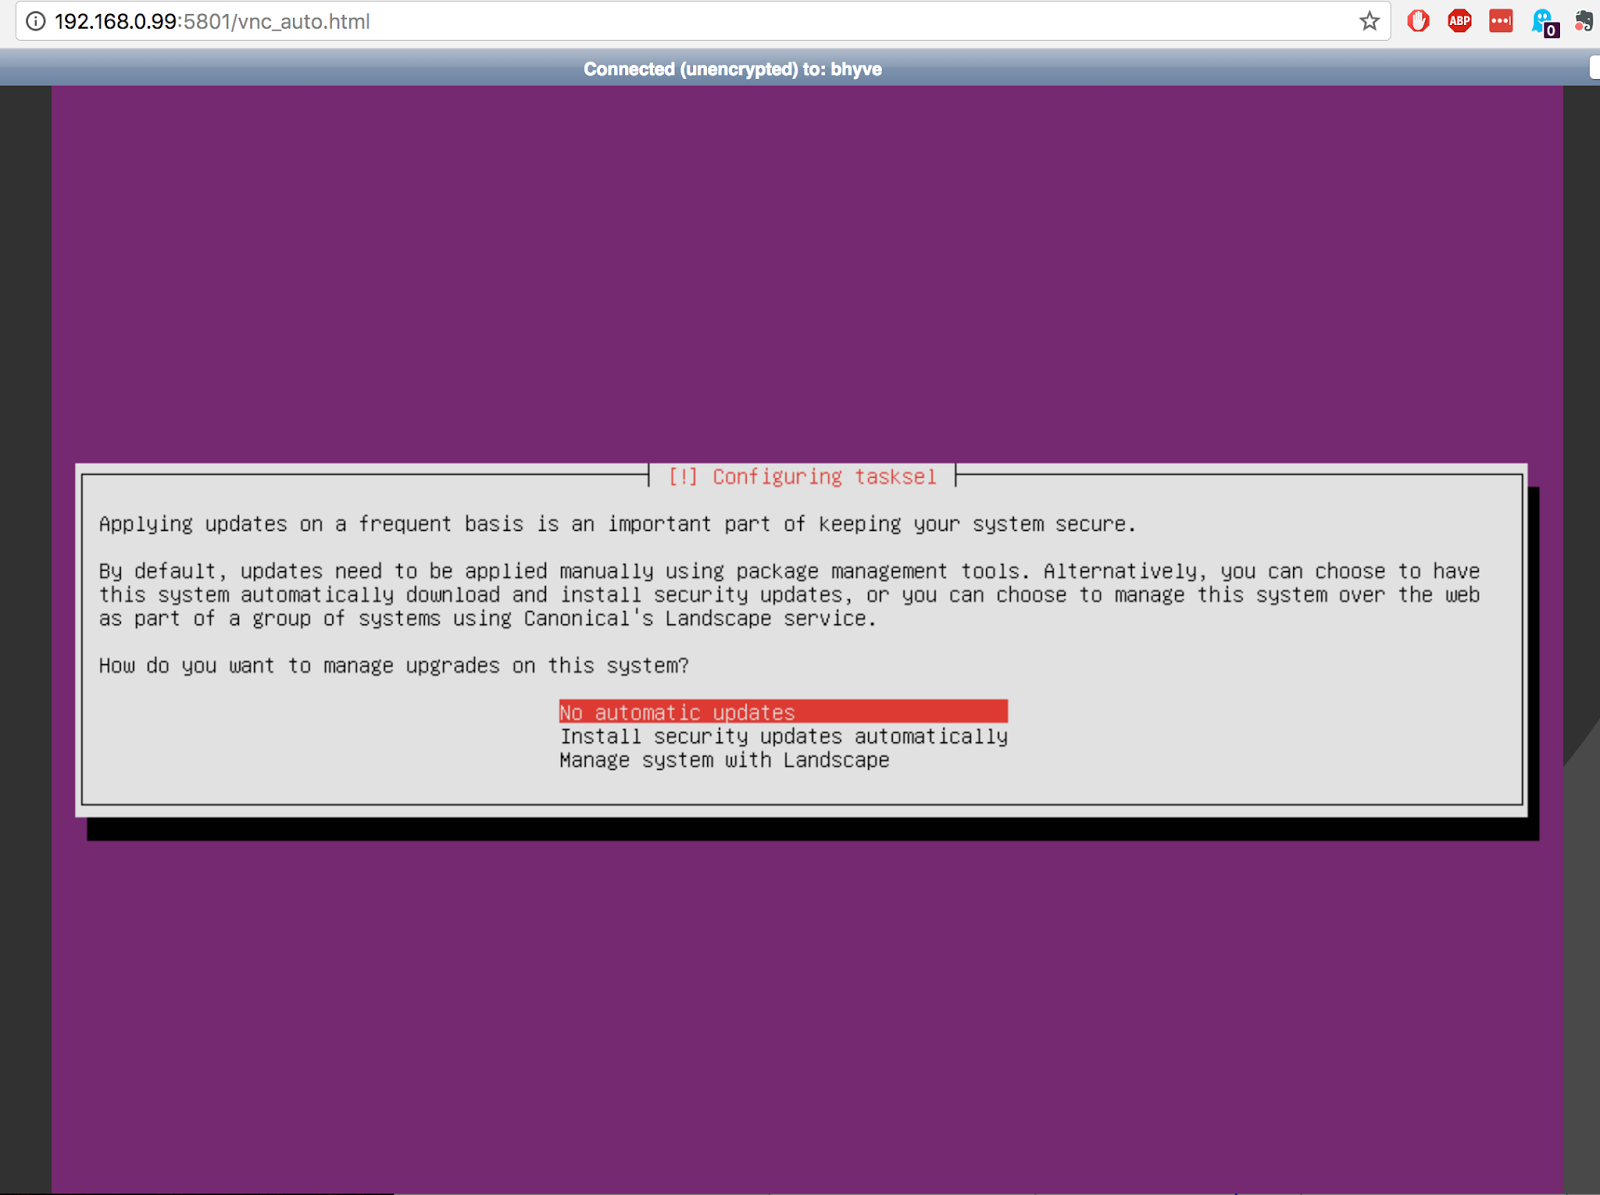 192.168.0.99:5801/vnc_auto.html
ABP
0
Connected (unencrypted) to: bhyve
[!] Configuring tasksel
Applying updates on a frequent basis is an important part of keeping your system secure.
By default, updates need to be applied manually using package management tools. Alternatively, you can choose to have
this system automatically download and install security updates, or you can choose to manage this system over the web
as part of a group of systems using Canonical's Landscape service.
How do you want to manage upgrades on this system?
No automatic updates
Install security updates automatically
Manage system with Landscape